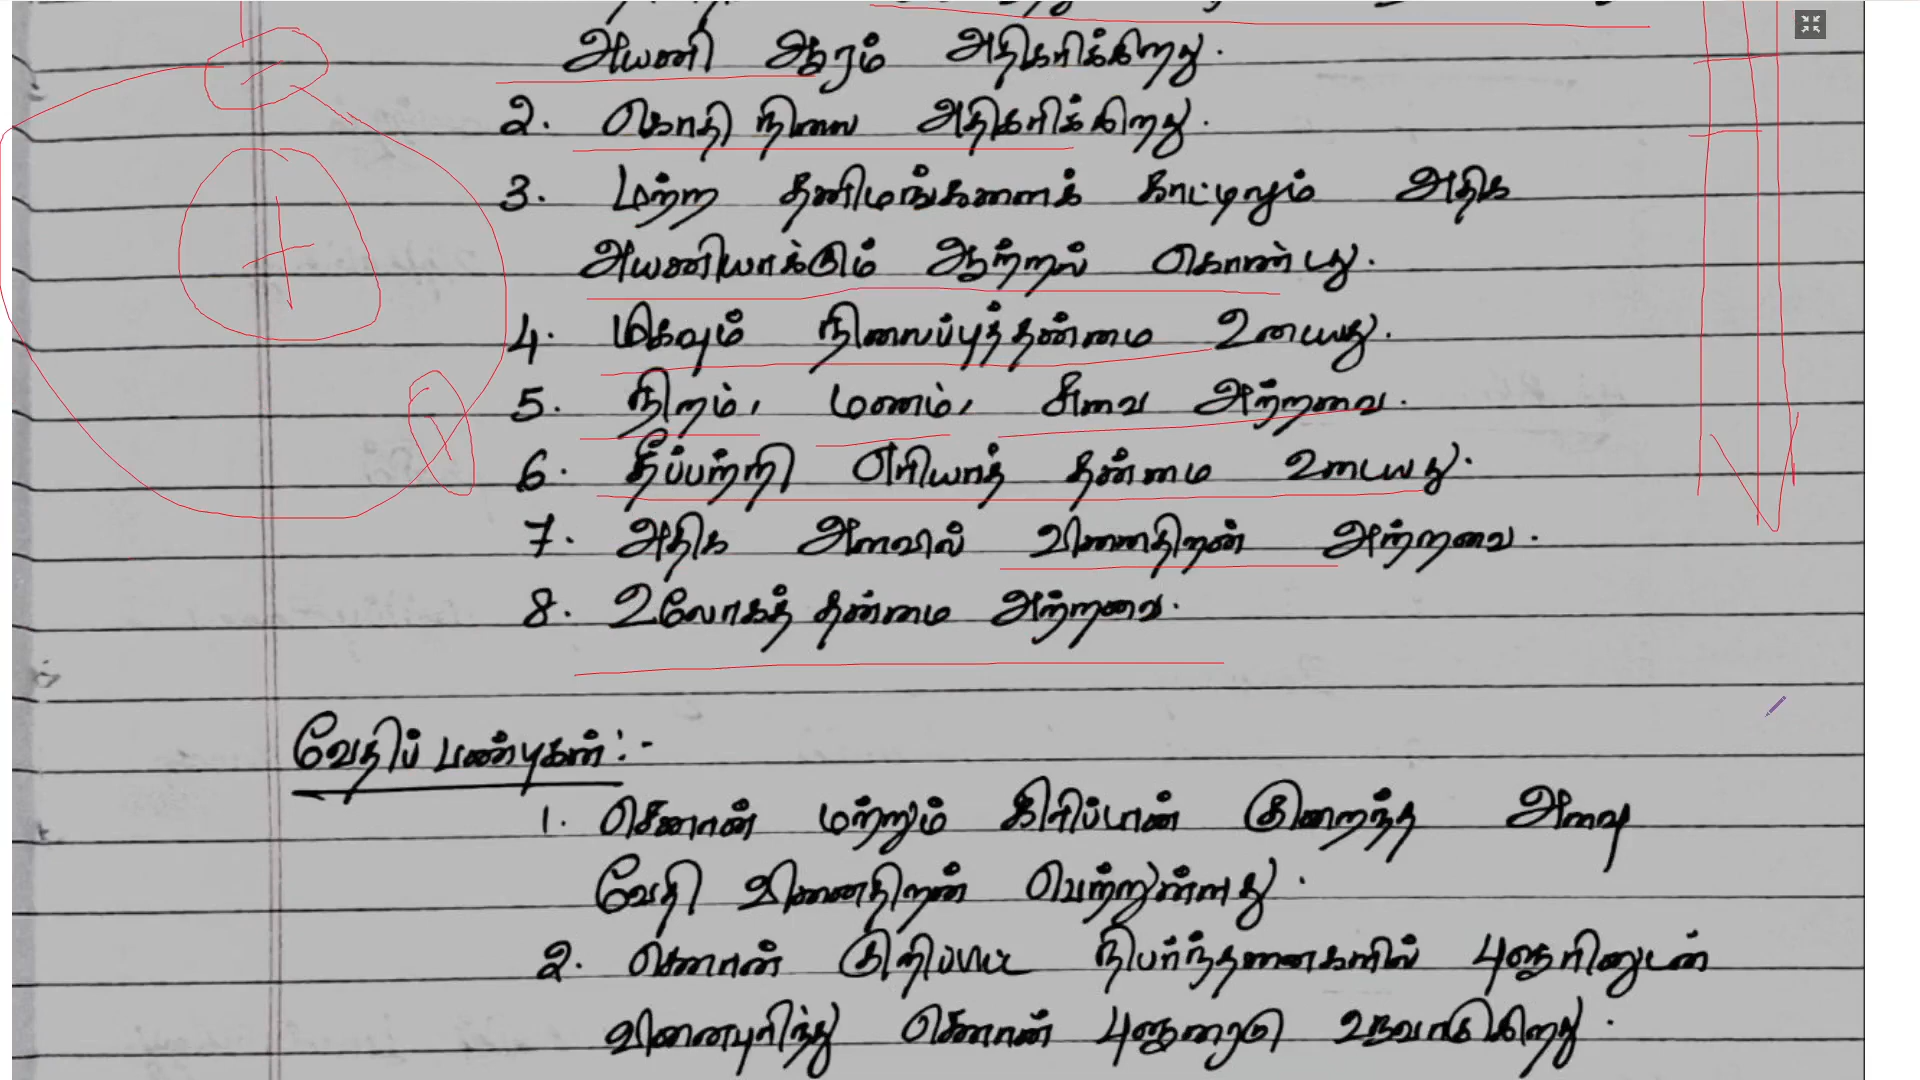 அயனி ஆரம் அதிகரிக்கிறது.
2. கொதி நிலை அதிகரிக்கிறது.
3. மற்ற தனிமங்களைக் காட்டிலும் அதிக
அயனியாக்கும் ஆற்றல் கொண்டது.
4. மிகவும் நிலைப்புத்தன்மை உடையது.
5. நிறம், மணம், சுவை அற்றவை.
6. தீப்பற்றி எரியாத் தன்மை உடையது.
7. அதிக அளவில் வினைதிறன் அற்றவை.
8. உலோகத் தன்மை அற்றவை.
வேதிப் பண்புகள்:-
1. செனான் மற்றும் கிரிப்டான் குறைந்த அளவு
வேதி வினைதிறன் பெற்றுள்ளது.
2. செனான் குறிப்பிட்ட நிபர்ந்தனைகளில் புளூரினுடன்
வினைபுரிந்து செனான் புளூரைடு உருவாகுகிறது.